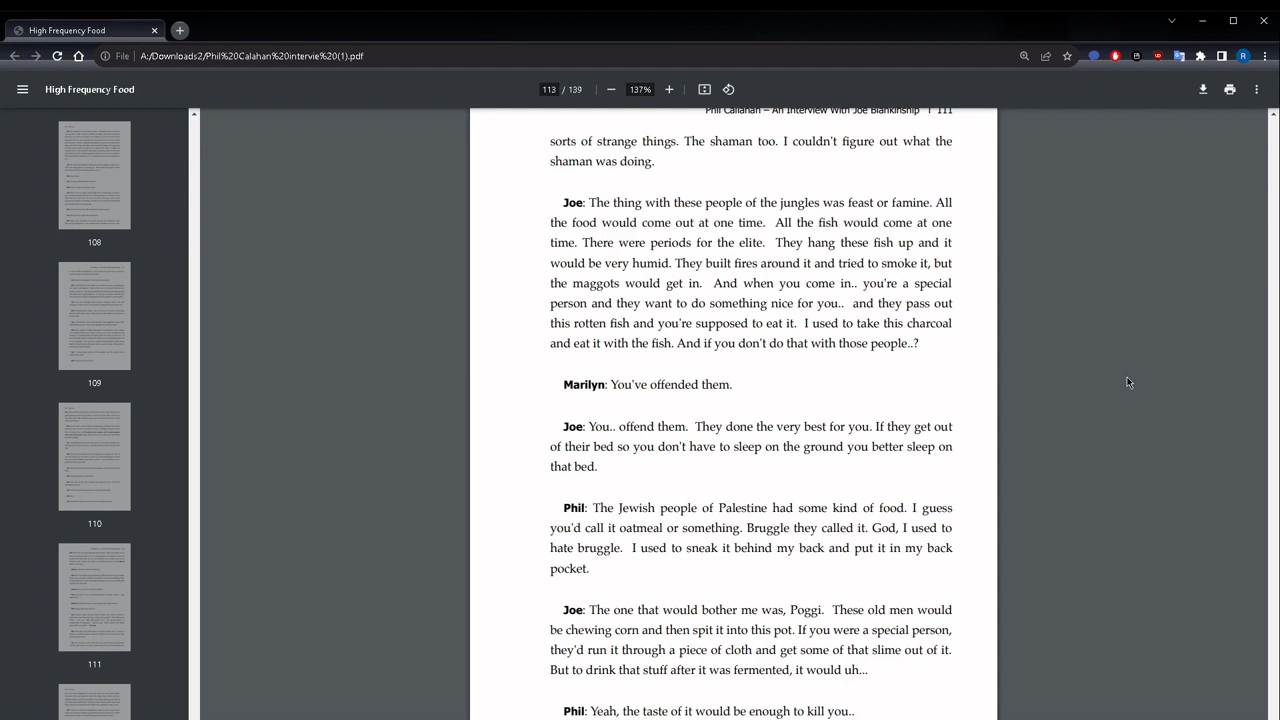 High Frequency Food
File
A:/Downloads2/Phil%20Calahan%20intervie%20(1).pdf
R
High Frequency Food
113 / 139
137%
108
109
110
111
Phil Callahan – An Interview with Joe Blankinship | 111
sorts of strange things. The shaman too. I couldn't figure out what the
shaman was doing.
Joe: The thing with these people of the jungles was feast or famine. All
the food would come out at one time. All the fish would come at one
time. There were periods for the elite. They hang these fish up and it
would be very humid. They built fires around it and tried to smoke it, but
the maggots would get in. And when you come in.. you're a special
person and they want to do something nice for you.. and they pass out
this rotten fish and you're supposed to eat it. I used to take this charcoal
and eat it with the fish. And if you don't do that with those people..?
Marilyn: You've offended them.
Joe: You.. offend them. They done the very best for you. If they get out
of their bed so you don't have to sleep on the ground you better sleep on
that bed.
Phil: The Jewish people of Palestine had some kind of food. I guess
you'd call it oatmeal or something. Bruggle they called it. God, I used to
hate bruggle. I used to sneak it behind my back and put it in my back
pocket.
Joe: The one that would bother me was, Poggi. These old men would
be chewing corn and then spit it into this pot. If you were a special person,
they'd run it through a piece of cloth and get some of that slime out of it.
But to drink that stuff after it was fermented, it would uh...
Phil: Yeah, the taste of it would be enough to kill you..